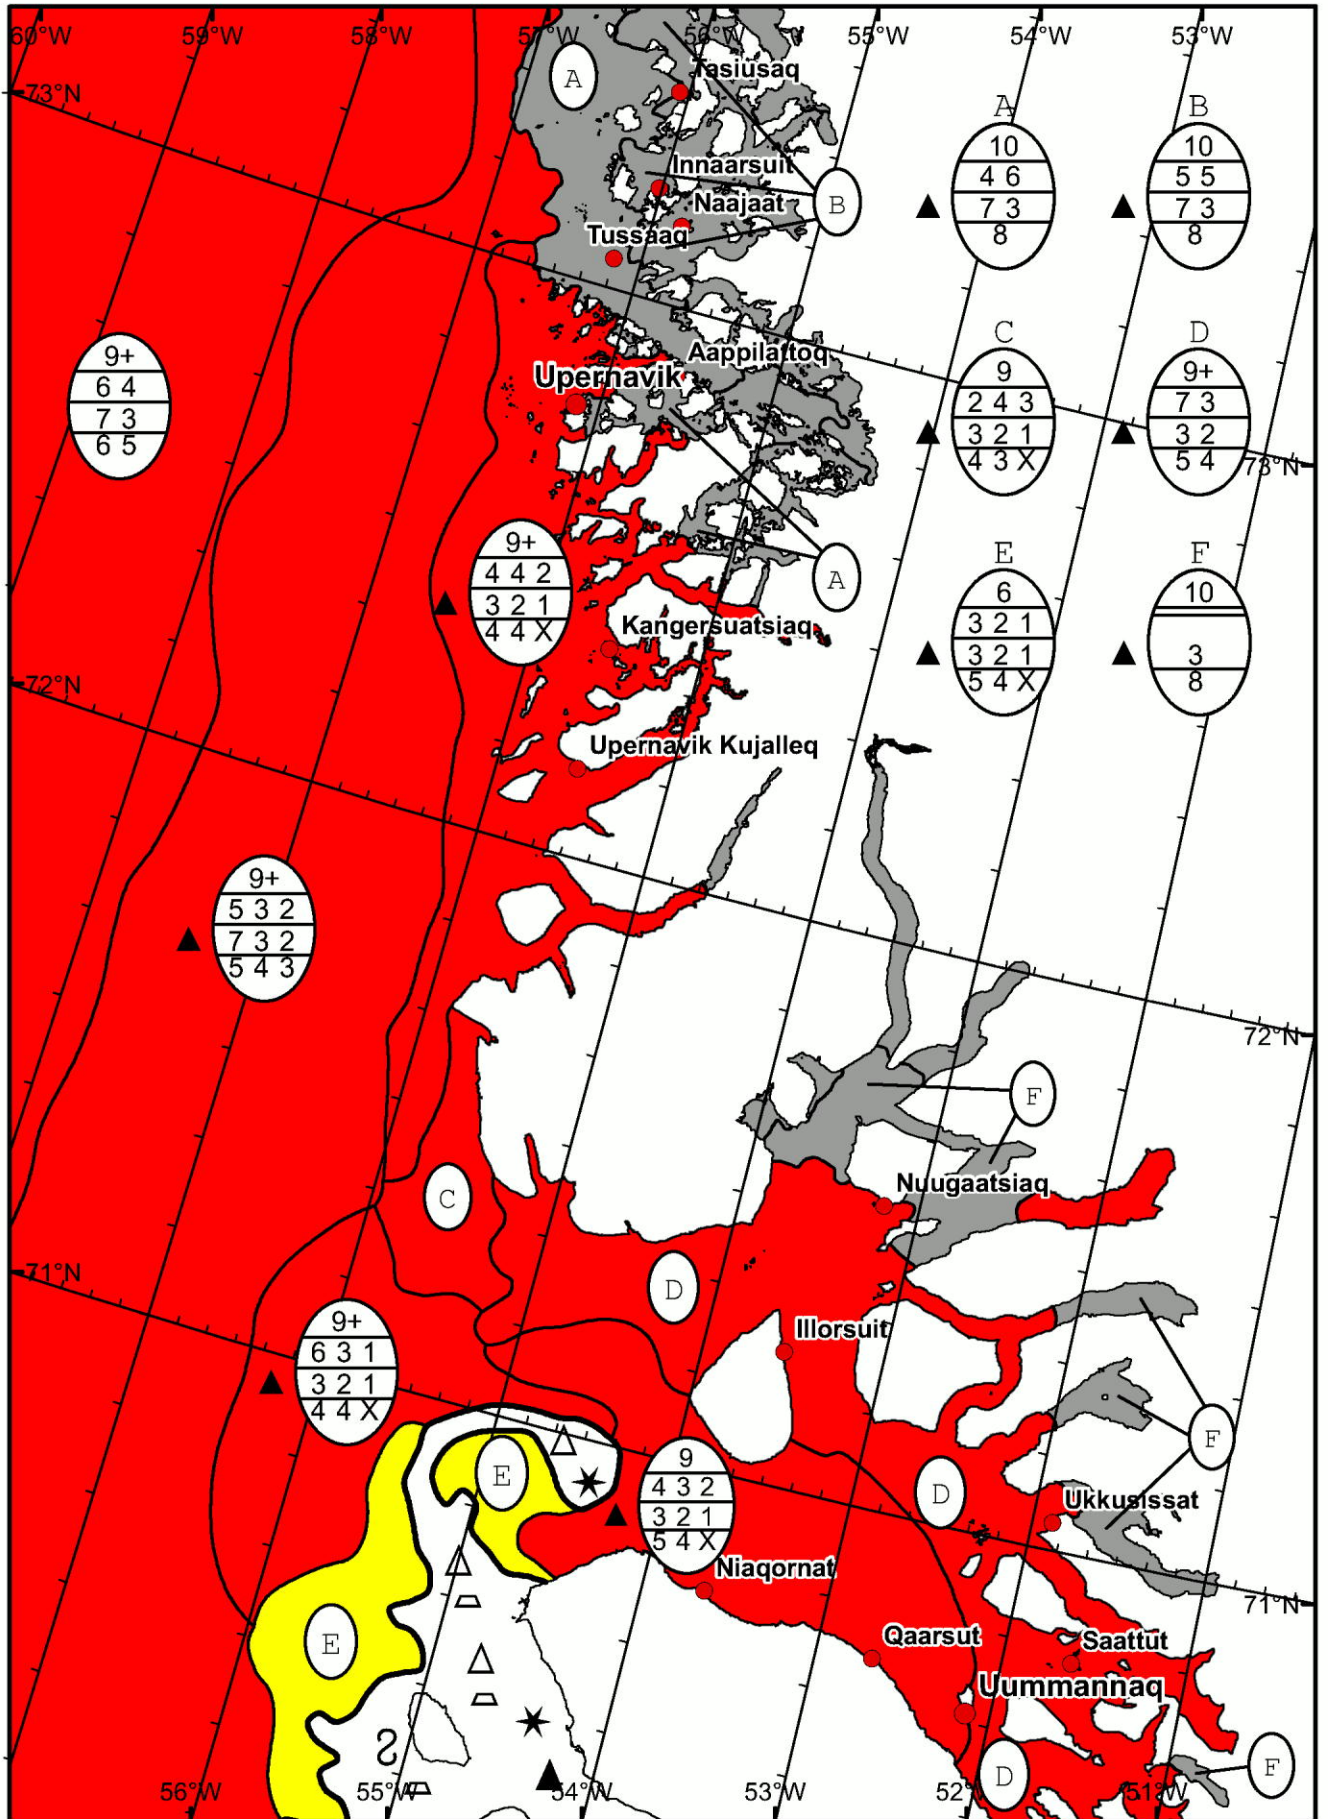 60°W 59°W 58°W 57°W 56°W 55°W 54°W 53°W
73°N
A
Tasiusaq
A B
10 10
4 6 5 5
7 3 7 3
8 8
Innaarsuit
Naajaat
B
Tussaaq
C D
9 9+
2 4 3 7 3
3 2 1 3 2
4 3 X 5 4
9+
6 4
7 3
6 5
Aappilattoq
Upernavik
73°N
9+
4 4 2
3 2 1
4 4 X
A
E F
6 10
3 2 1
3 2 1 3
5 4 X 8
Kangersuatsiaq
72°N
Upernavik Kujalleq
9+
5 3 2
7 3 2
5 4 3
72°N
F
C
Nuugaatsiaq
71°N
D
9+
6 3 1
3 2 1
4 4 X
Illorsuit
F
E
9
4 3 2
3 2 1
5 4 X
D
Ukkusissat
Niaqornat
71°N
E
Qaarsut
Saattut
Uummannaq
D
F
56°W 55°W 54°W 53°W 52°W 51°W